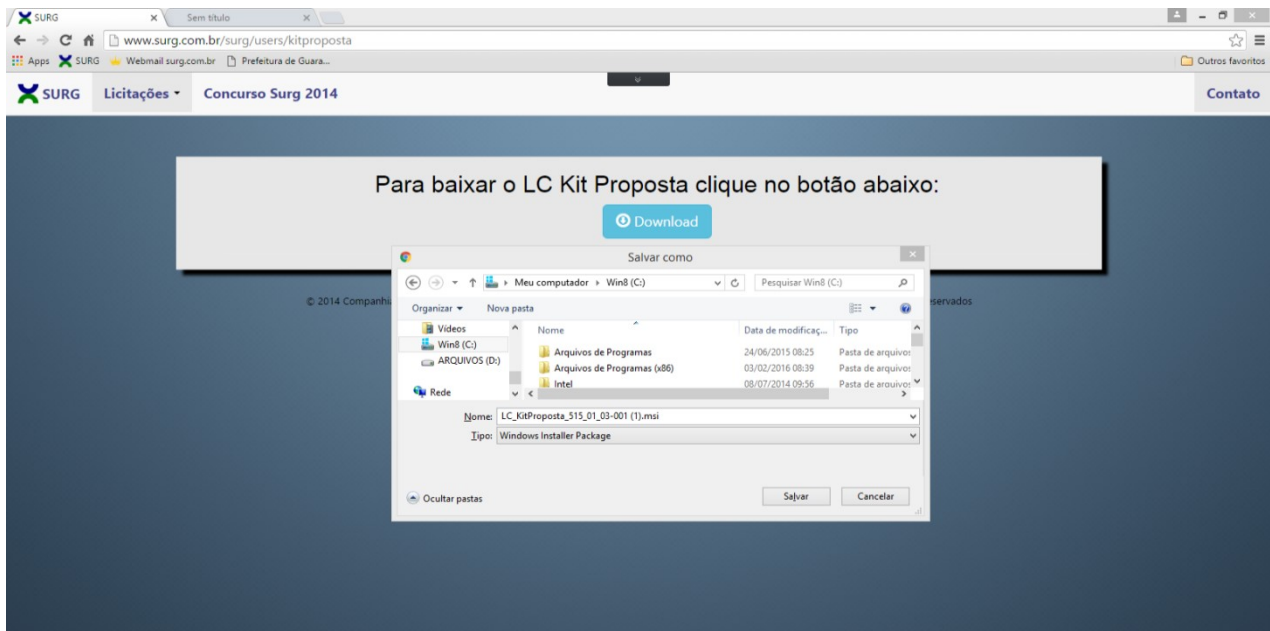 SURG
Sem título
www.surg.com.br/surg/users/kitproposta
Apps SURG Webmail surg.com.br Prefeitura de Guara... Outros favoritos
SURG Licitações Concurso Surg 2014 Contato
Para baixar o LC Kit Proposta clique no botão abaixo:
Download
Salvar como
Meu computador Win8 (C:) Pesquisar Win8 (C:)
© 2014 Companhi
servados
Organizar Nova pasta
Vídeos
Win8 (C:)
ARQUIVOS (D:)
Rede
Nome Data de modificaç... Tipo
Arquivos de Programas 24/06/2015 08:25 Pasta de arquivos
Arquivos de Programas (x86) 03/02/2016 08:39 Pasta de arquivos
Intel 08/07/2014 09:56 Pasta de arquivos
Nome: LC_KitProposta_515_01_03-001 (1).msi
Tipo: Windows Installer Package
Ocultar pastas Salvar Cancelar